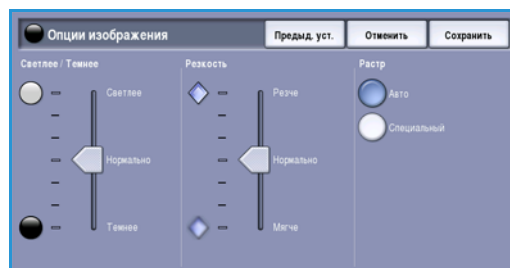 Опции изображения
Предыд. уст.
Отменить
Сохранить
Светлее / Темнее
Резкость
Растр
Светлее
Нормально
Темнее
Резче
Нормально
Мягче
Авто
Специальный